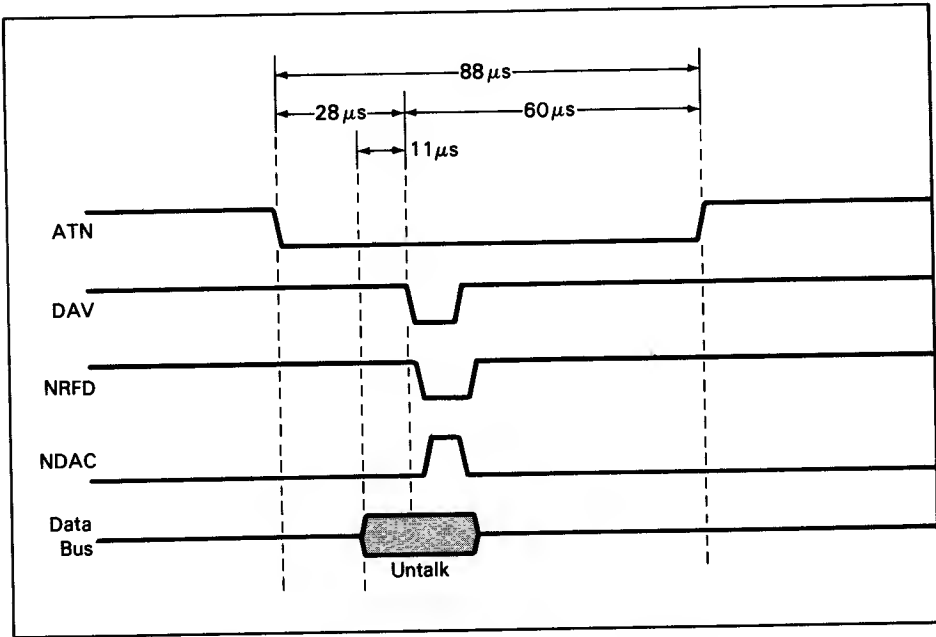 88 μs
28 μs
60 μs
11 μs
ATN
DAV
NRFD
NDAC
Data
Bus
Untalk